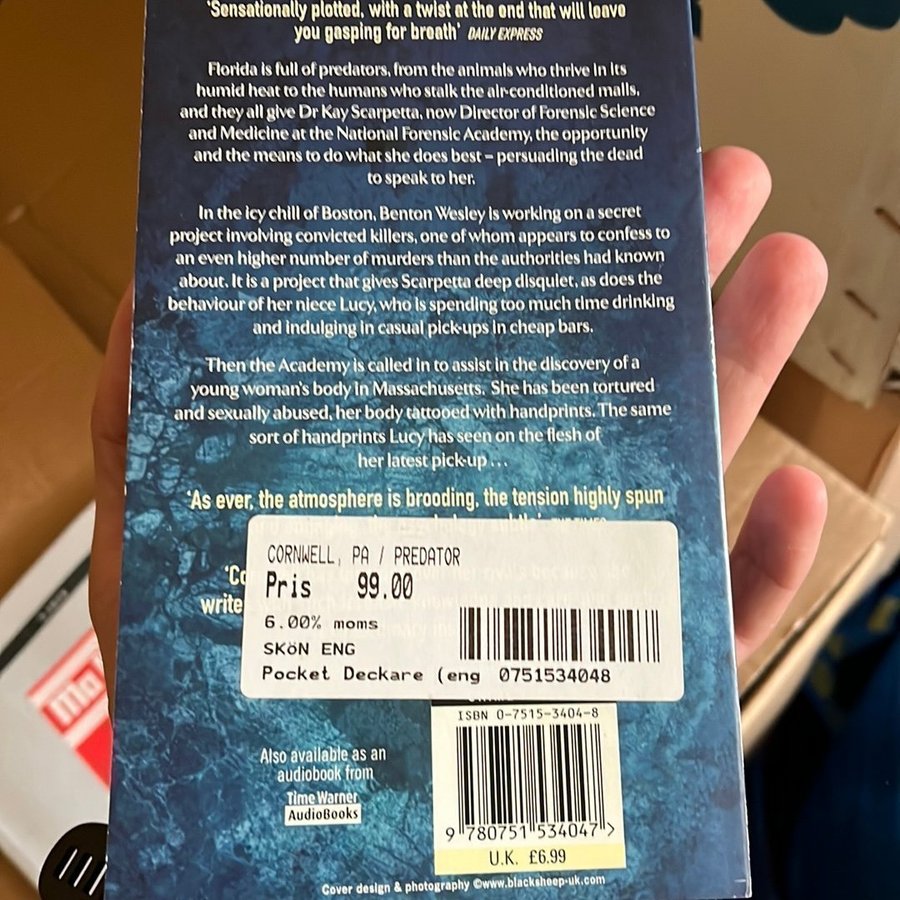 'Sensationally plotted, with a twist at the end that will leave
you gasping for breath' DAILY EXPRESS
Florida is full of predators, from the animals who thrive in its
humid heat to the humans who stalk the air-conditioned malls,
and they all give Dr Kay Scarpetta, now Director of Forensic Science
and Medicine at the National Forensic Academy, the opportunity
and the means to do what she does best – persuading the dead
to speak to her.
In the icy chill of Boston, Benton Wesley is working on a secret
project involving convicted killers, one of whom appears to confess to
an even higher number of murders than the authorities had known
about. It is a project that gives Scarpetta deep disquiet, as does the
behaviour of her niece Lucy, who is spending too much time drinking
and indulging in casual pick-ups in cheap bars.
Then the Academy is called in to assist in the discovery of a
young woman's body in Massachusetts. She has been tortured
and sexually abused, her body tattooed with handprints. The same
sort of handprints Lucy has seen on the flesh of
her latest pick-up ...
'As ever, the atmosphere is brooding, the tension highly spun
CORNWELL, PA / PREDATOR
Pris 99.00
6.00% moms
SKöN ENG
Pocket Deckare (eng 0751534048
ISBN 0-7515-3404-8
9 780751 534047 >
U.K. £6.99
Also available as an
audiobook from
Time Warner
AudioBooks
Cover design & photography ©www.blacksheep-uk.com